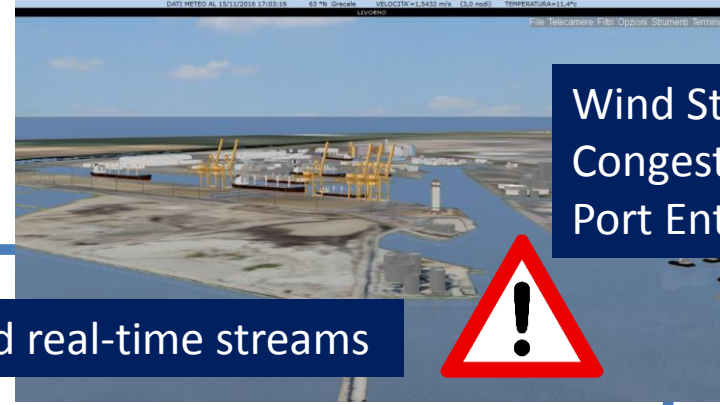 DATI METEO AL 15/11/2016 17:03:16 63 °N Grecale VELOCITA'=1,5432 m/s (3,0 nodi) TEMPERATURA=11,4°c
LIVORNO
File Telecamere Filtri Opzioni Strumenti Termina
Wind St
Congest
Port Ent
d real-time streams
!